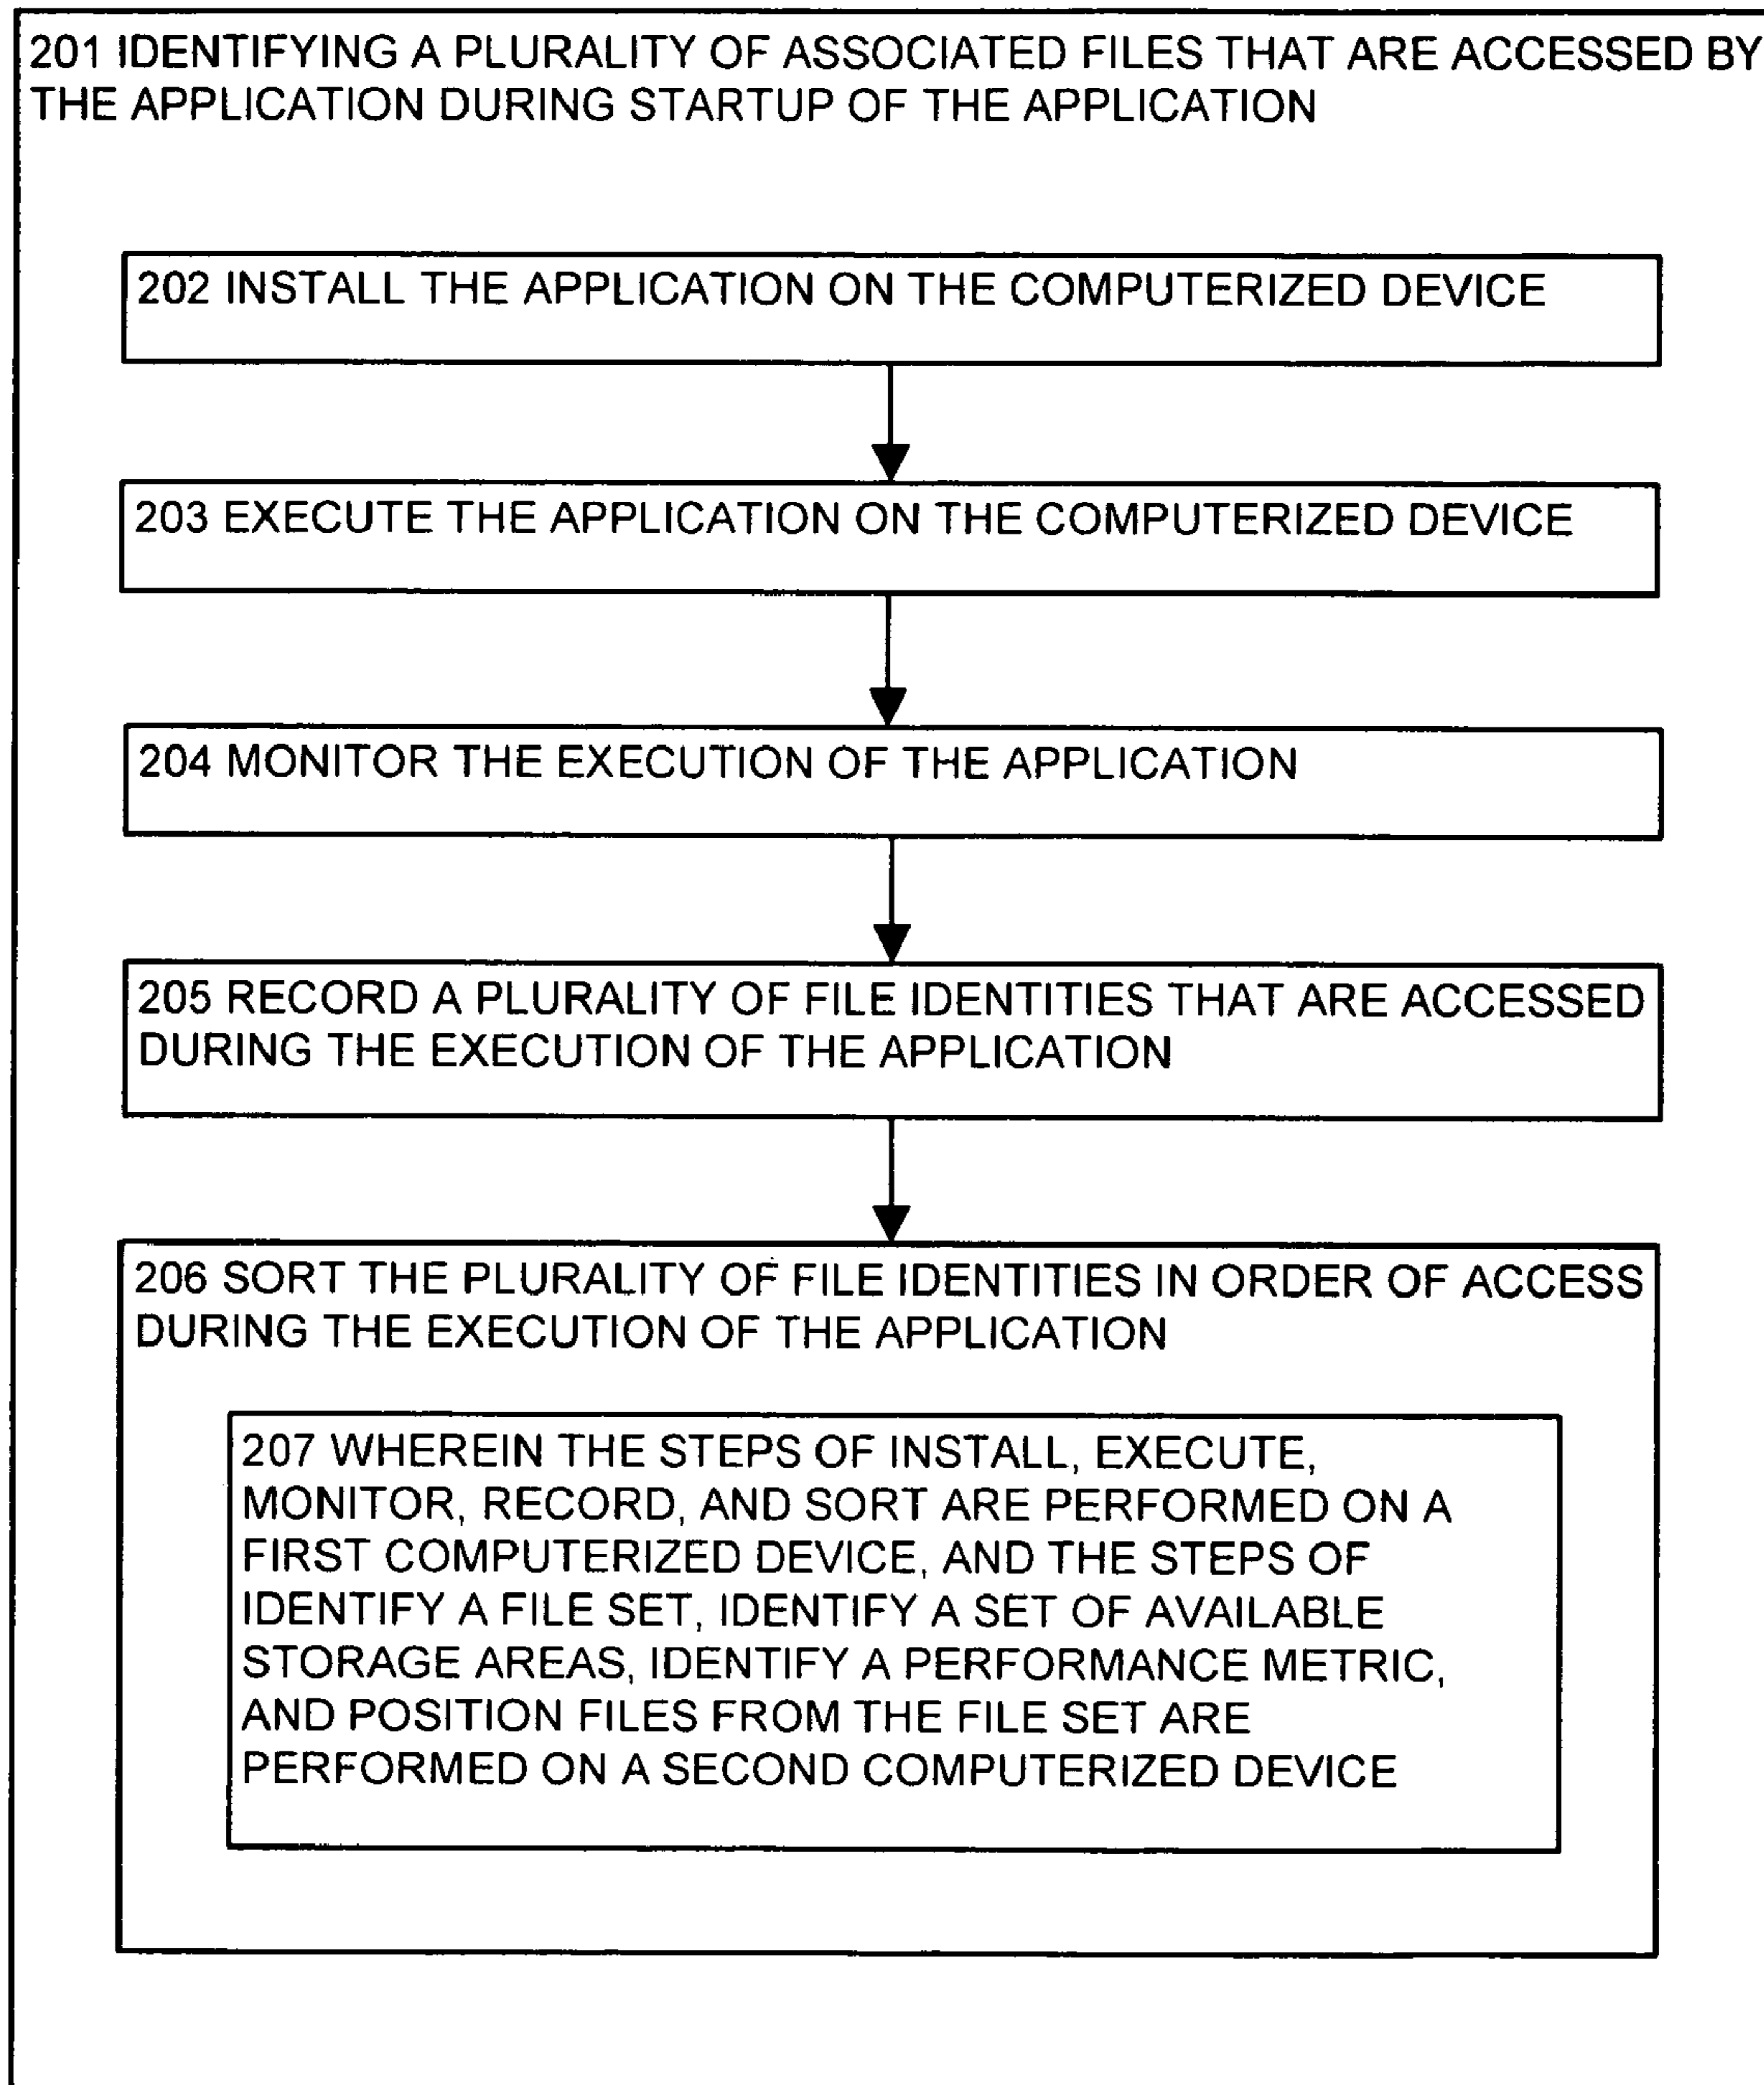 201 IDENTIFYING A PLURALITY OF ASSOCIATED FILES THAT ARE ACCESSED BY
THE APPLICATION DURING STARTUP OF THE APPLICATION
202 INSTALL THE APPLICATION ON THE COMPUTERIZED DEVICE
203 EXECUTE THE APPLICATION ON THE COMPUTERIZED DEVICE
204 MONITOR THE EXECUTION OF THE APPLICATION
205 RECORD A PLURALITY OF FILE IDENTITIES THAT ARE ACCESSED
DURING THE EXECUTION OF THE APPLICATION
206 SORT THE PLURALITY OF FILE IDENTITIES IN ORDER OF ACCESS
DURING THE EXECUTION OF THE APPLICATION
207 WHEREIN THE STEPS OF INSTALL, EXECUTE,
MONITOR, RECORD, AND SORT ARE PERFORMED ON A
FIRST COMPUTERIZED DEVICE, AND THE STEPS OF
IDENTIFY A FILE SET, IDENTIFY A SET OF AVAILABLE
STORAGE AREAS, IDENTIFY A PERFORMANCE METRIC,
AND POSITION FILES FROM THE FILE SET ARE
PERFORMED ON A SECOND COMPUTERIZED DEVICE